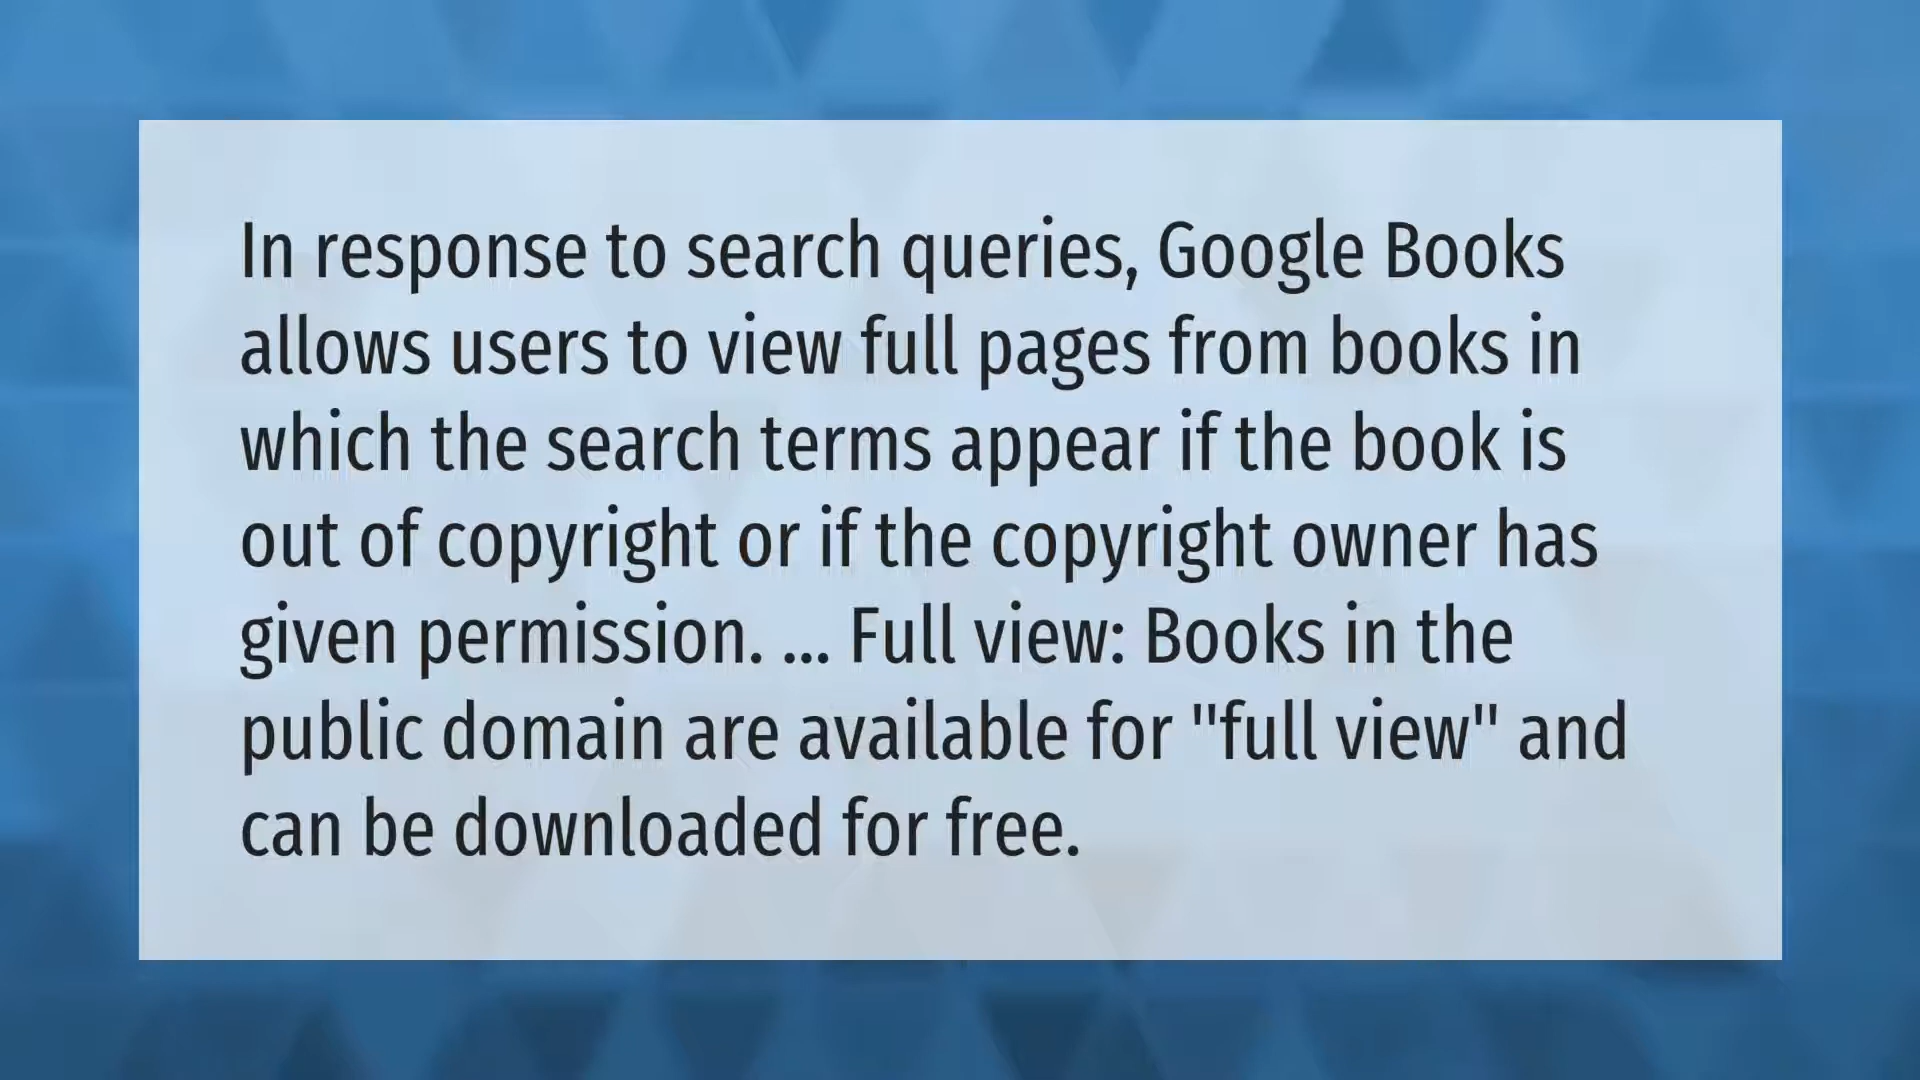 In response to search queries, Google Books
allows users to view full pages from books in
which the search terms appear if the book is
out of copyright or if the copyright owner has
given permission. ... Full view: Books in the
public domain are available for "full view" and
can be downloaded for free.